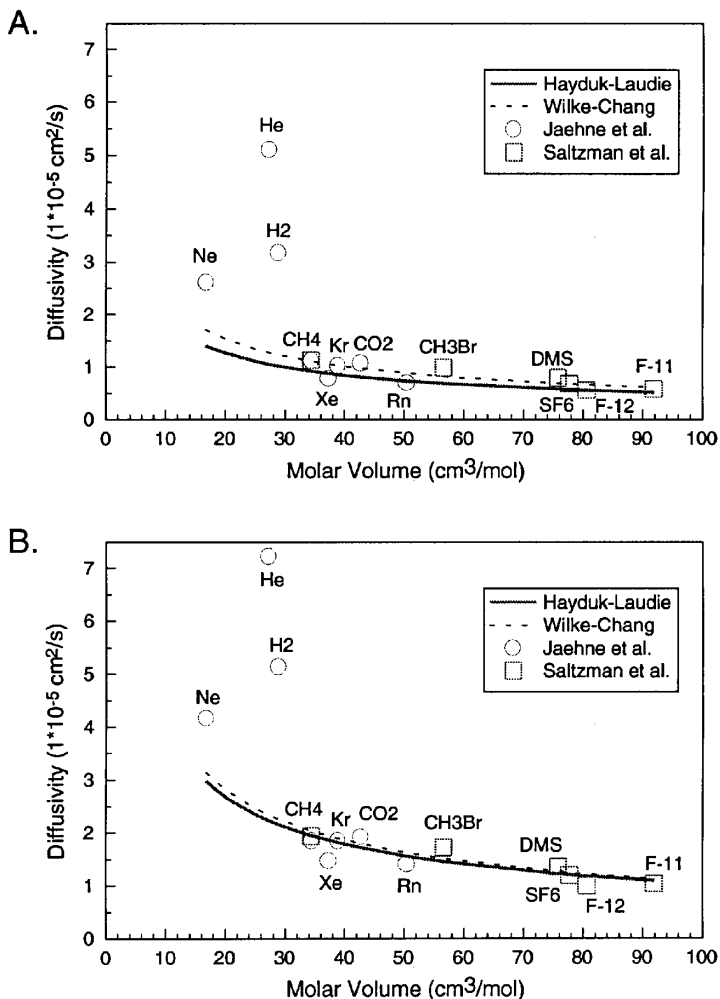 A.
7
6
5
4
3
2
1
0
Diffusivity (1*10-5 cm2/s)
Hayduk-Laudie
Wilke-Chang
Jaehne et al.
Saltzman et al.
He
H2
Ne
CH4
Kr
CO2
CH3Br
DMS
F-11
Xe
Rn
SF6
F-12
0 10 20 30 40 50 60 70 80 90 100
Molar Volume (cm3/mol)
B.
7
6
5
4
3
2
1
0
Diffusivity (1*10-5 cm2/s)
Hayduk-Laudie
Wilke-Chang
Jaehne et al.
Saltzman et al.
He
H2
Ne
CH4
Kr
CO2
CH3Br
DMS
F-11
Xe
Rn
SF6
F-12
0 10 20 30 40 50 60 70 80 90 100
Molar Volume (cm3/mol)